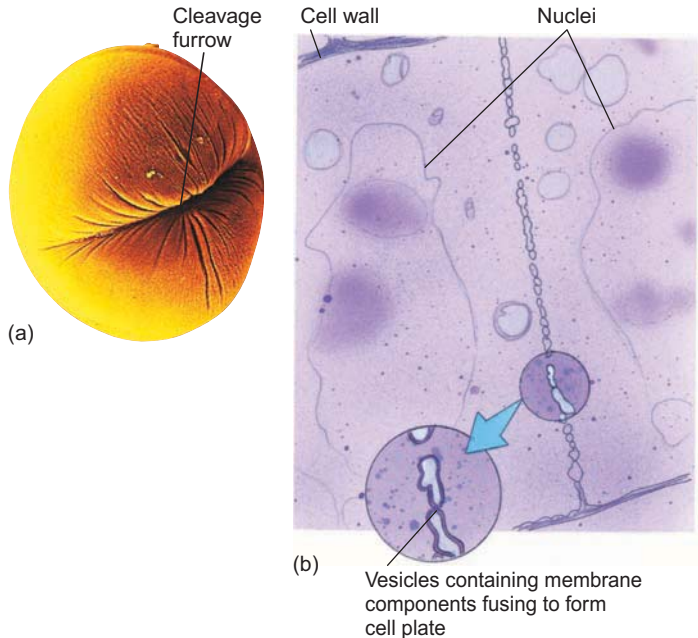 Cleavage
furrow
(a)
Cell wall
Nuclei
(b)
Vesicles containing membrane
components fusing to form
cell plate